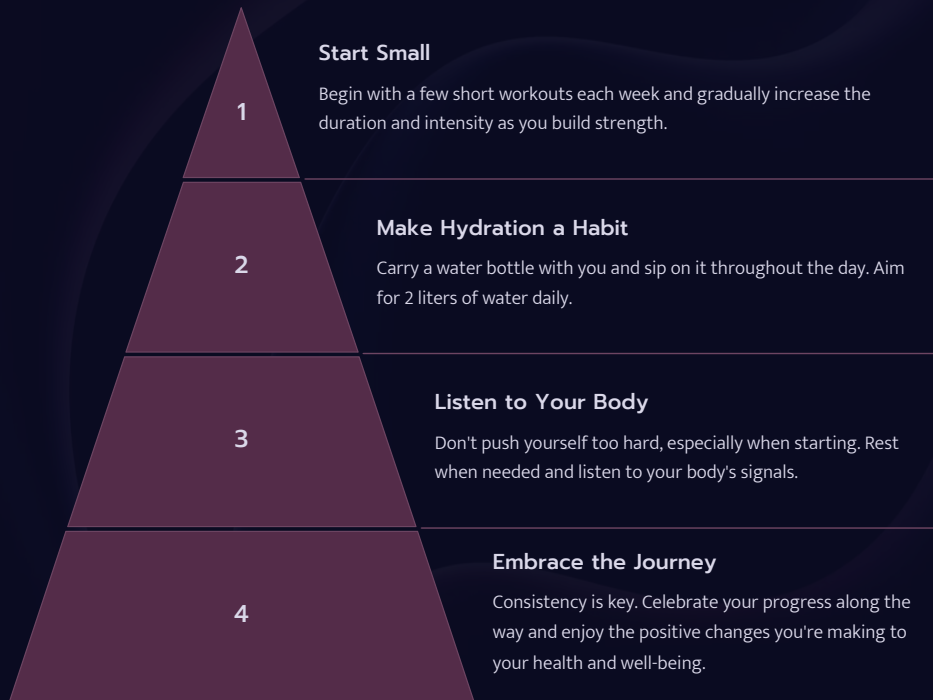 1
Start Small
Begin with a few short workouts each week and gradually increase the
duration and intensity as you build strength.
2
Make Hydration a Habit
Carry a water bottle with you and sip on it throughout the day. Aim
for 2 liters of water daily.
3
Listen to Your Body
Don't push yourself too hard, especially when starting. Rest
when needed and listen to your body's signals.
4
Embrace the Journey
Consistency is key. Celebrate your progress along the
way and enjoy the positive changes you're making to
your health and well-being.